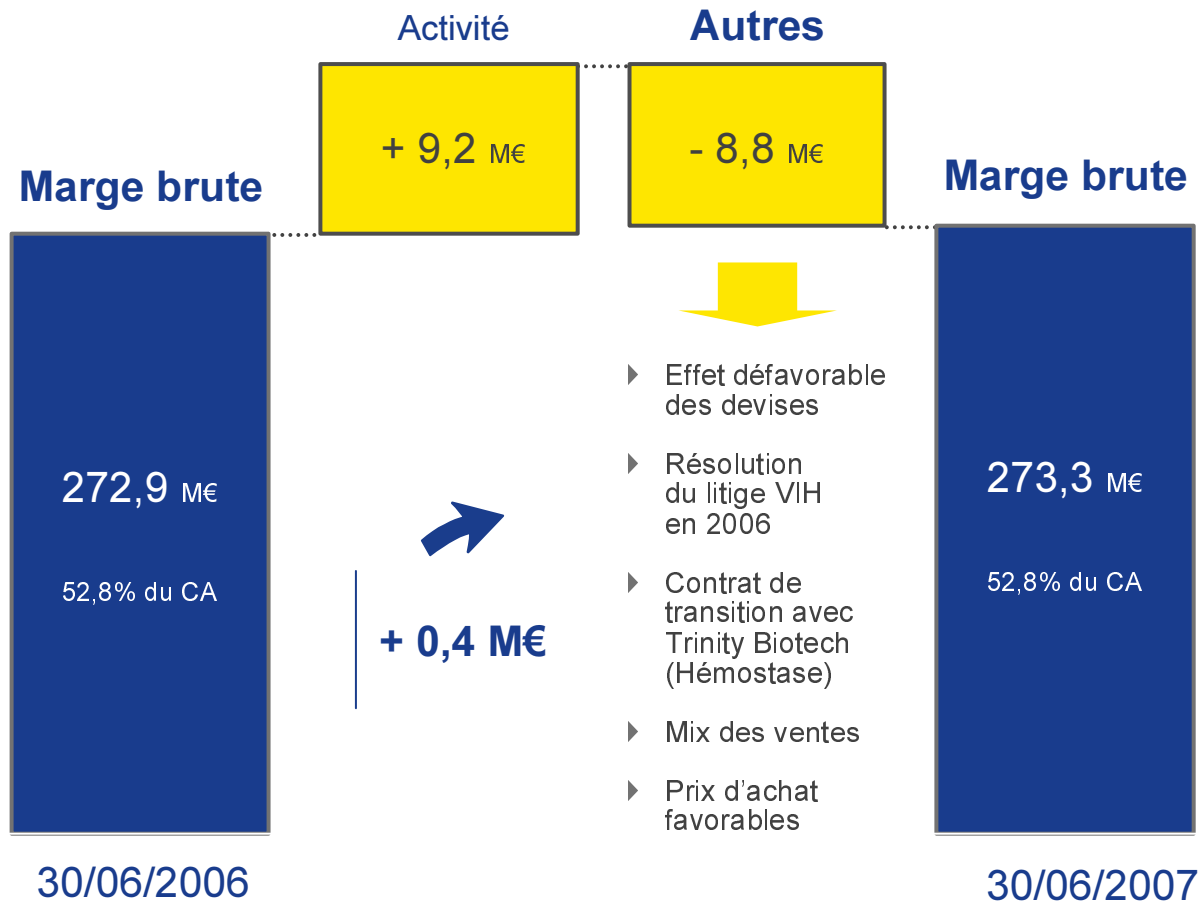 Activité
Autres
+ 9,2 M€
- 8,8 M€
Marge brute
Marge brute
272,9 M€
52,8% du CA
+ 0,4 M€
Effet défavorable
des devises
Résolution
du litige VIH
en 2006
Contrat de
transition avec
Trinity Biotech
(Hémostase)
Mix des ventes
Prix d’achat
favorables
273,3 M€
52,8% du CA
30/06/2006
30/06/2007